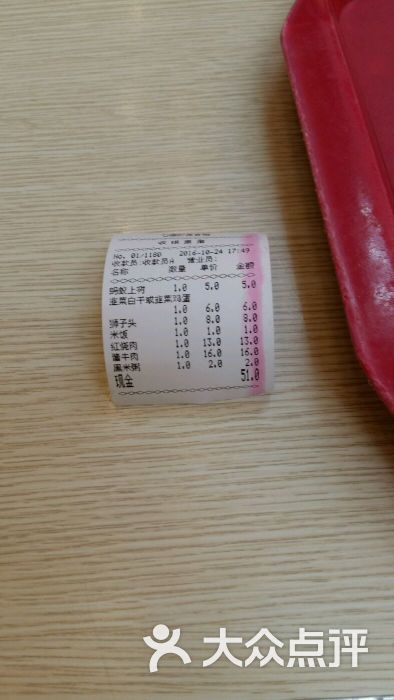 收银票据
No. 01/1180 2016-10-24 17:49
收款员:收款员A 营业员:
名称 数量 单价 金额
蚂蚁上树 1.0 5.0 5.0
韭菜白干或韭菜鸡蛋
1.0 6.0 6.0
狮子头 1.0 8.0 8.0
米饭 1.0 1.0 1.0
红烧肉 1.0 13.0 13.0
酱牛肉 1.0 16.0 16.0
黑米粥 1.0 2.0 2.0
现金 51.0
大众点评